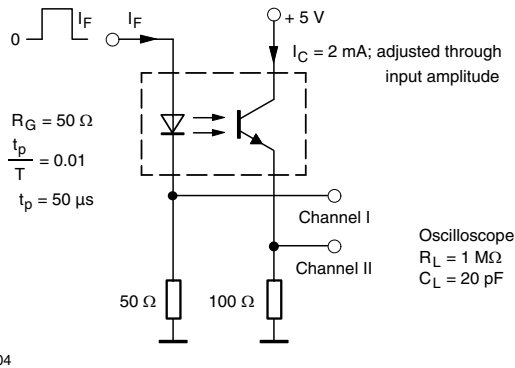 0
I_F
I_F
+ 5 V
I_C = 2 mA; adjusted through
input amplitude
R_G = 50 Ω
t_p
T
= 0.01
t_p = 50 μs
Channel I
Channel II
50 Ω
100 Ω
Oscilloscope
R_L = 1 MΩ
C_L = 20 pF
04